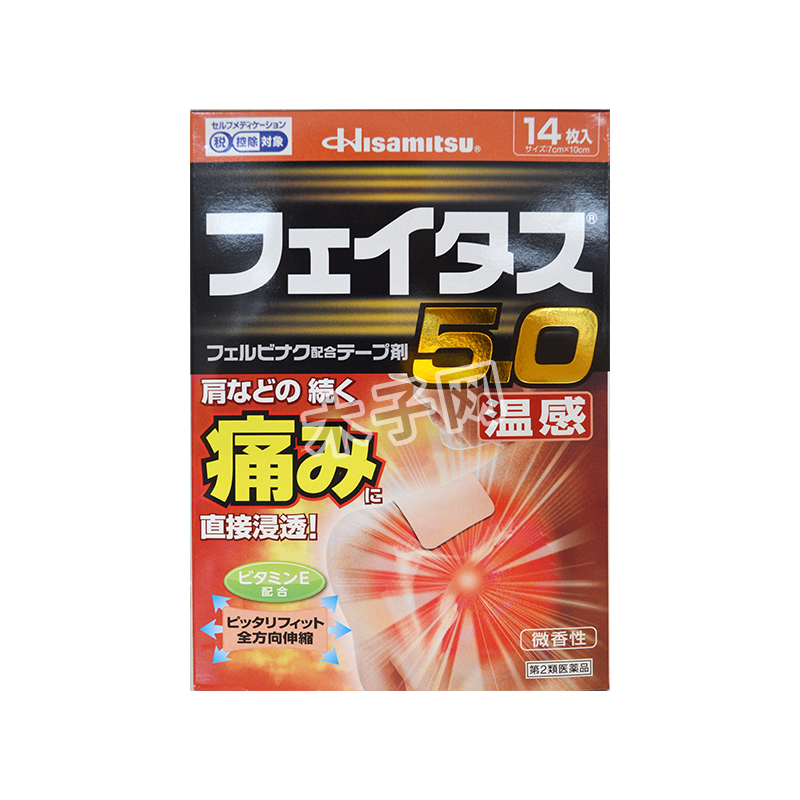 セルフメディケーション
税 控除 対象
Hisamitsu®
14枚入
サイズ:7cm×10cm
フェイタス®
5.0
フェルビナク配合テープ剤
温感
肩などの 続く
痛みに
直接浸透!
木子网
ビタミンE
配合
ピッタリフィット
全方向伸縮
微香性
第2類医薬品